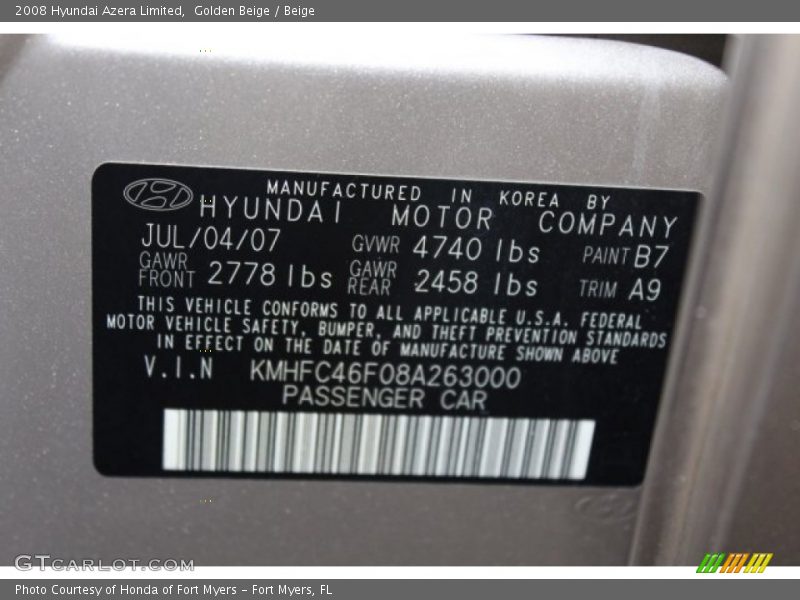 2008 Hyundai Azera Limited,  Golden Beige / Beige
MANUFACTURED IN KOREA BY
HYUNDAI MOTOR COMPANY
JUL/04/07 GVWR 4740 lbs PAINT B7
GAWR FRONT 2778 lbs GAWR REAR 2458 lbs TRIM A9
THIS VEHICLE CONFORMS TO ALL APPLICABLE U.S.A. FEDERAL
MOTOR VEHICLE SAFETY, BUMPER, AND THEFT PREVENTION STANDARDS
IN EFFECT ON THE DATE OF MANUFACTURE SHOWN ABOVE
V.I.N KMHFC46F08A263000
PASSENGER CAR
GTCARLOT.COM
Photo Courtesy of Honda of Fort Myers – Fort Myers, FL